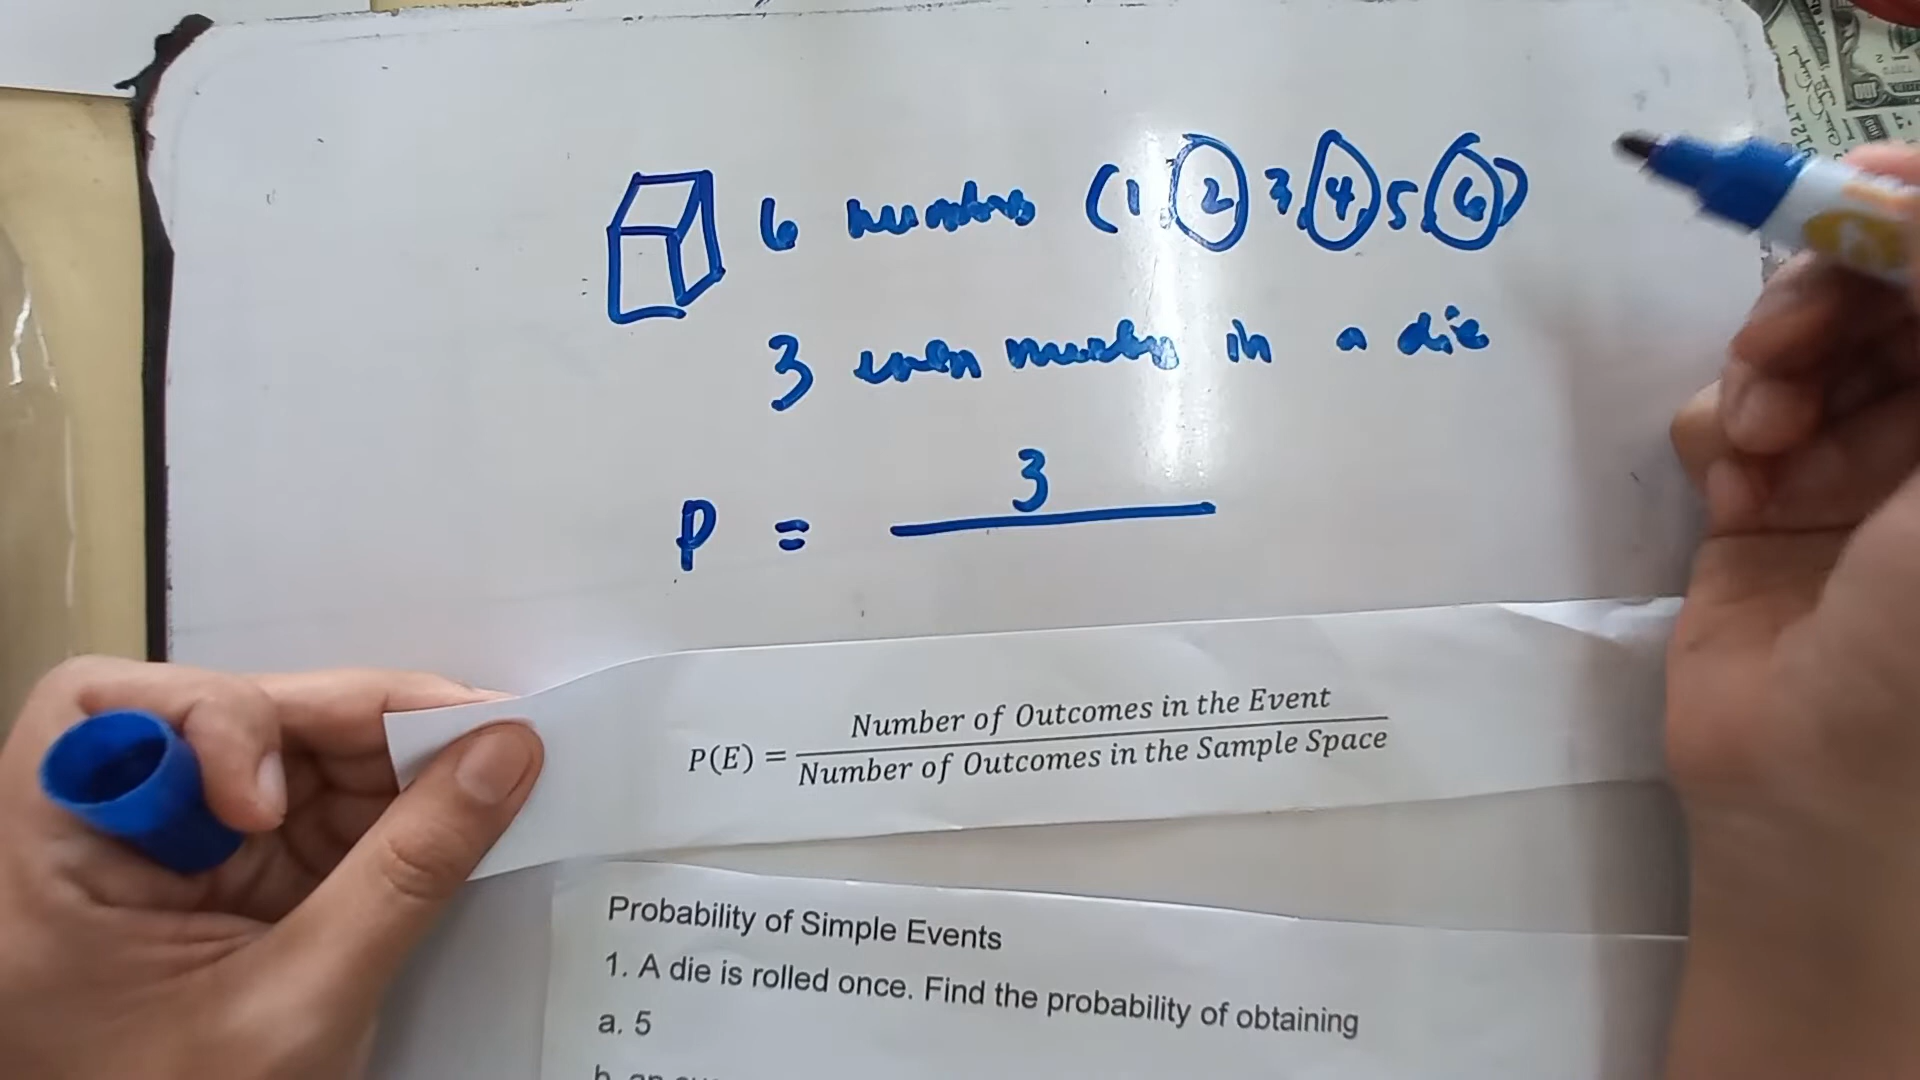 6 numbers (1, 2, 3, 4, 5, 6)
3 even numbers in a die
P = 3
P(E) = Number of Outcomes in the Event
Number of Outcomes in the Sample Space
Probability of Simple Events
1. A die is rolled once. Find the probability of obtaining
a. 5
100